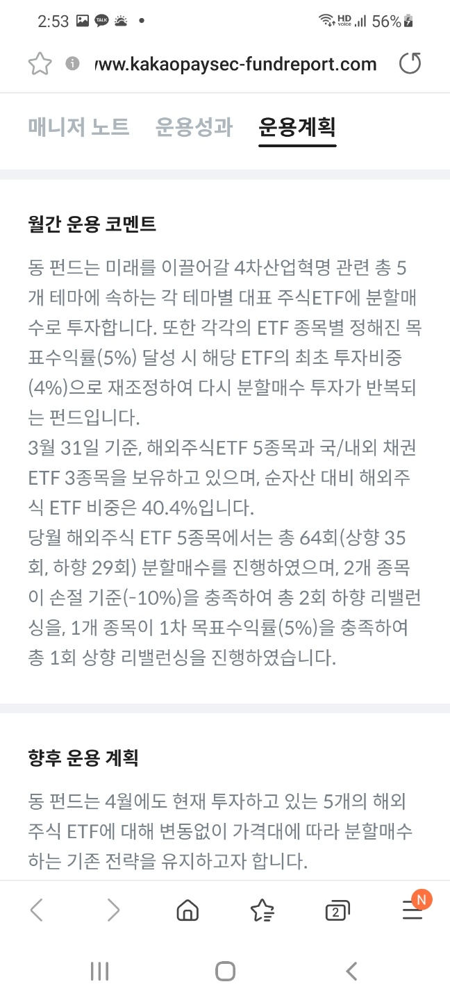 2:53
TALK
HD voice
56%
www.kakaopaysec-fundreport.com
매니저 노트 운용성과 운용계획
월간 운용 코멘트
동 펀드는 미래를 이끌어갈 4차산업혁명 관련 총 5
개 테마에 속하는 각 테마별 대표 주식ETF에 분할매
수로 투자합니다. 또한 각각의 ETF 종목별 정해진 목
표수익률(5%) 달성 시 해당 ETF의 최초 투자비중
(4%)으로 재조정하여 다시 분할매수 투자가 반복되
는 펀드입니다.
3월 31일 기준, 해외주식ETF 5종목과 국/내외 채권
ETF 3종목을 보유하고 있으며, 순자산 대비 해외주
식 ETF 비중은 40.4%입니다.
당월 해외주식 ETF 5종목에서는 총 64회(상향 35
회, 하향 29회) 분할매수를 진행하였으며, 2개 종목
이 손절 기준(-10%)을 충족하여 총 2회 하향 리밸런
싱을, 1개 종목이 1차 목표수익률(5%)을 충족하여
총 1회 상향 리밸런싱을 진행하였습니다.
향후 운용 계획
동 펀드는 4월에도 현재 투자하고 있는 5개의 해외
주식 ETF에 대해 변동없이 가격대에 따라 분할매수
하는 기존 전략을 유지하고자 합니다.
2
N